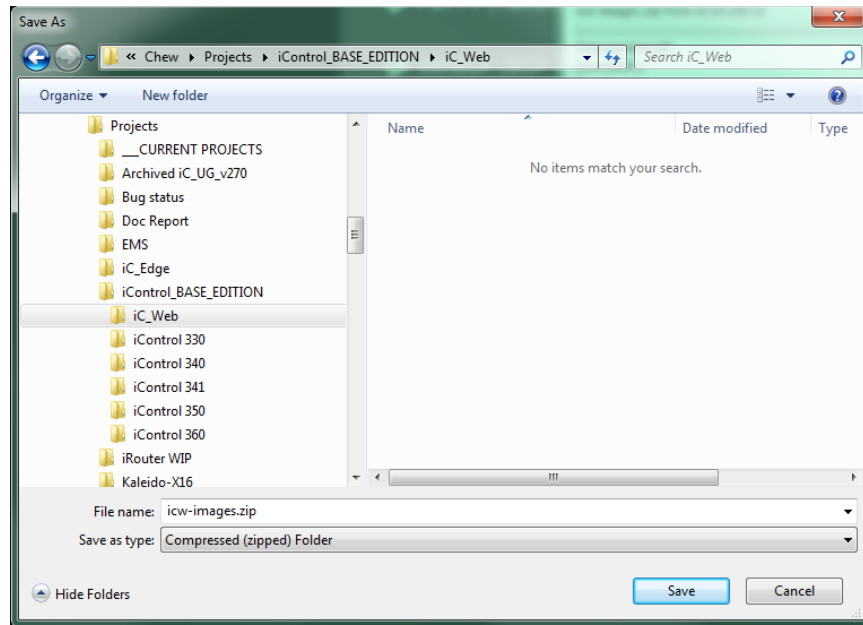 Save As
« Chew ▸ Projects ▸ iControl_BASE_EDITION ▸ iC_Web
Search iC_Web
Organize
New folder
Projects
__CURRENT PROJECTS
Archived iC_UG_v270
Bug status
Doc Report
EMS
iC_Edge
iControl_BASE_EDITION
iC_Web
iControl 330
iControl 340
iControl 341
iControl 350
iControl 360
iRouter WIP
Kaleido-X16
Name
Date modified
Type
No items match your search.
File name: icw-images.zip
Save as type: Compressed (zipped) Folder
Hide Folders
Save
Cancel